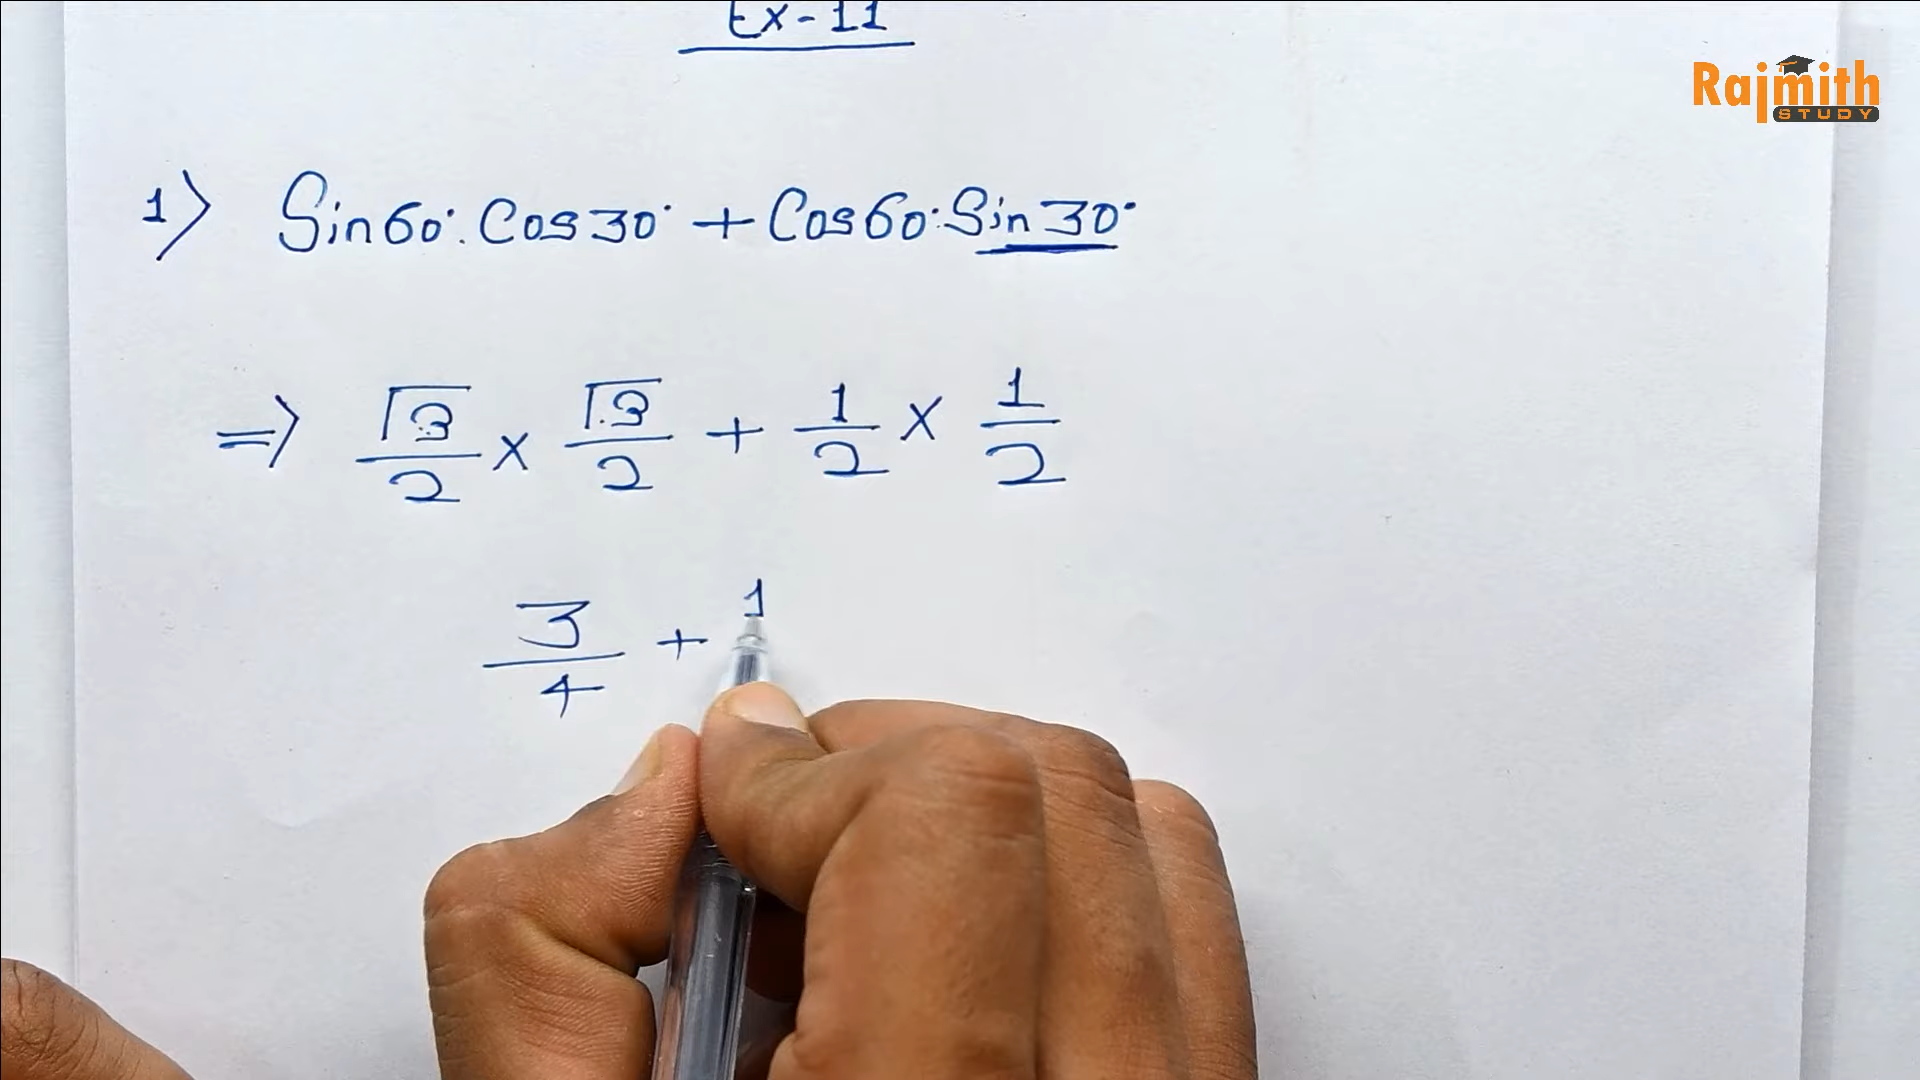 Ex-11
Rajmith
STUDY
1) Sin60°.Cos30° + Cos60°.Sin30°
=> √3/2 × √3/2 + 1/2 × 1/2
3/4 + 1